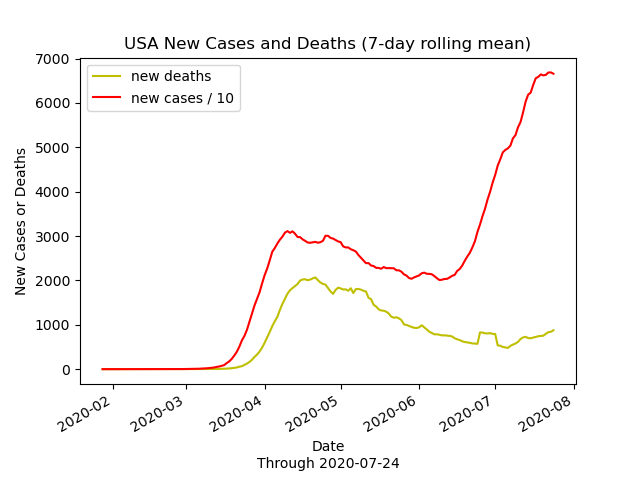 USA New Cases and Deaths (7-day rolling mean)
new deaths
new cases / 10
New Cases or Deaths
7000
6000
5000
4000
3000
2000
1000
0
2020-02
2020-03
2020-04
2020-05
2020-06
2020-07
2020-08
Date
Through 2020-07-24